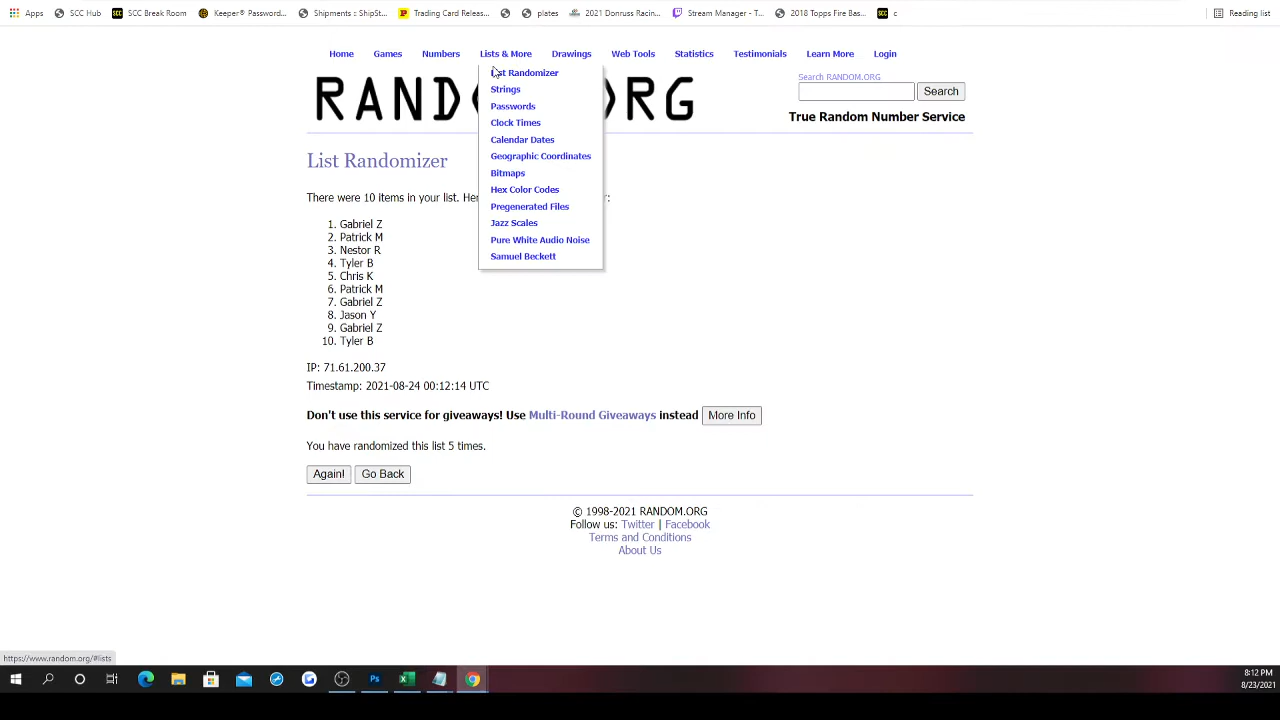 Apps SCC Hub SCC Break Room Keeper® Password... Shipments :: ShipSt... Trading Card Releas... plates 2021 Donruss Racin... Stream Manager - T... 2018 Topps Fire Bas... c Reading list
Home Games Numbers Lists & More Drawings Web Tools Statistics Testimonials Learn More Login
List Randomizer
Strings
Passwords
Clock Times
Calendar Dates
Geographic Coordinates
Bitmaps
Hex Color Codes
Pregenerated Files
Jazz Scales
Pure White Audio Noise
Samuel Beckett
Search RANDOM.ORG
Search
True Random Number Service
List Randomizer
There were 10 items in your list. Her
1. Gabriel Z
2. Patrick M
3. Nestor R
4. Tyler B
5. Chris K
6. Patrick M
7. Gabriel Z
8. Jason Y
9. Gabriel Z
10. Tyler B
IP: 71.61.200.37
Timestamp: 2021-08-24 00:12:14 UTC
Don't use this service for giveaways! Use Multi-Round Giveaways instead More Info
You have randomized this list 5 times.
Again! Go Back
© 1998-2021 RANDOM.ORG
Follow us: Twitter | Facebook
Terms and Conditions
About Us
https://www.random.org/#lists
8:12 PM
8/23/2021